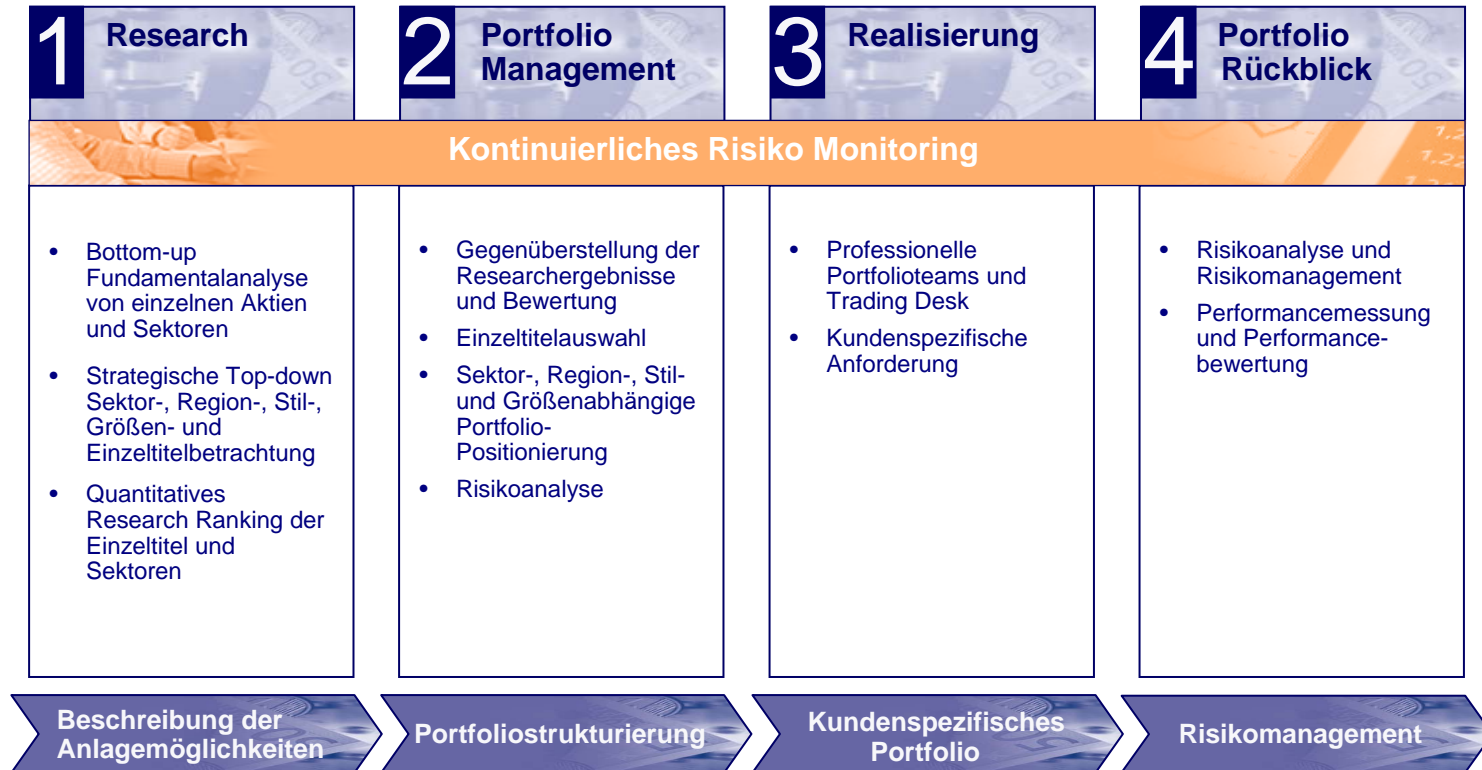 1
Research
2
Portfolio
Management
3
Realisierung
4
Portfolio
Rückblick
Kontinuierliches Risiko Monitoring
• Bottom-up
Fundamentalanalyse
von einzelnen Aktien
und Sektoren
• Strategische Top-down
Sektor-, Region-, Stil-,
Größen- und
Einzeltitelbetrachtung
• Quantitatives
Research Ranking der
Einzeltitel und
Sektoren
• Gegenüberstellung der
Researchergebnisse
und Bewertung
• Einzeltitelauswahl
• Sektor-, Region-, Stil-
und Größenabhängige
Portfolio-
Positionierung
• Risikoanalyse
• Professionelle
Portfolioteams und
Trading Desk
• Kundenspezifische
Anforderung
• Risikoanalyse und
Risikomanagement
• Performancemessung
und Performance-
bewertung
Beschreibung der
Anlagemöglichkeiten
Portfoliostrukturierung
Kundenspezifisches
Portfolio
Risikomanagement